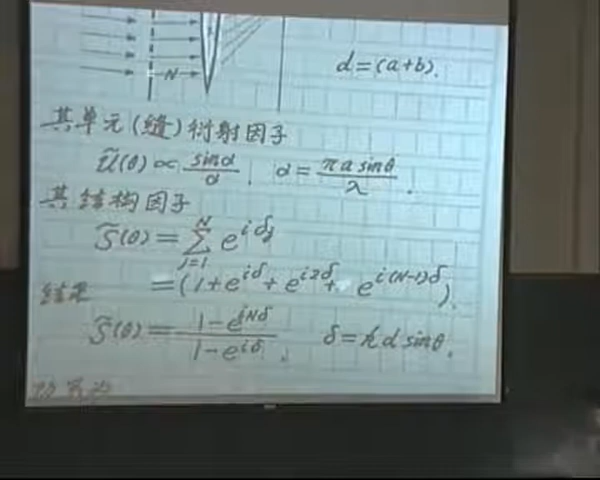 N
d=(a+b).
其单元(缝)衍射因子
ũ(θ)∝ sinα/α , α= πa sinθ/λ .
其结构因子
S̃(θ)= Σ_{j=1}^{N} e^{iδj}
=(1+e^{iδ}+e^{i2δ}+ e^{i(N-1)δ}).
结果
S̃(θ)= (1-e^{iNδ})/(1-e^{iδ}) , δ=kd sinθ.